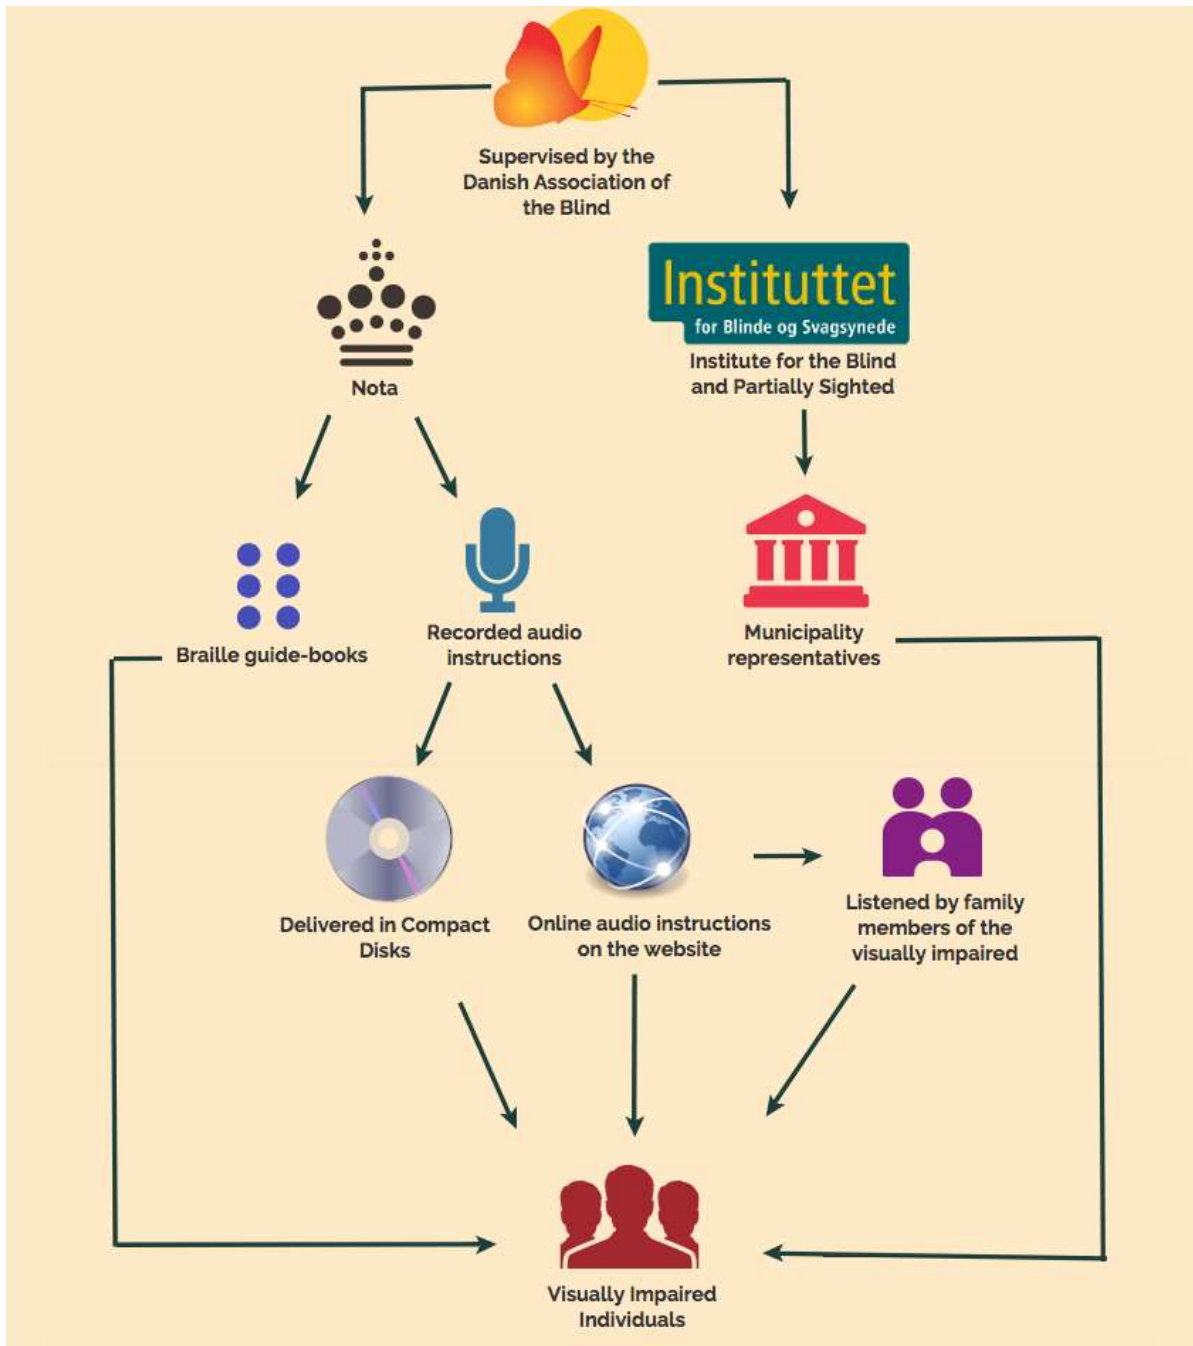 Supervised by the
Danish Association of
the Blind
Nota
Instituttet
for Blinde og Svagsynede
Institute for the Blind
and Partially Sighted
Braille guide-books
Recorded audio
instructions
Municipality
representatives
Delivered in Compact
Disks
Online audio instructions
on the website
Listened by family
members of the
visually impaired
Visually Impaired
Individuals